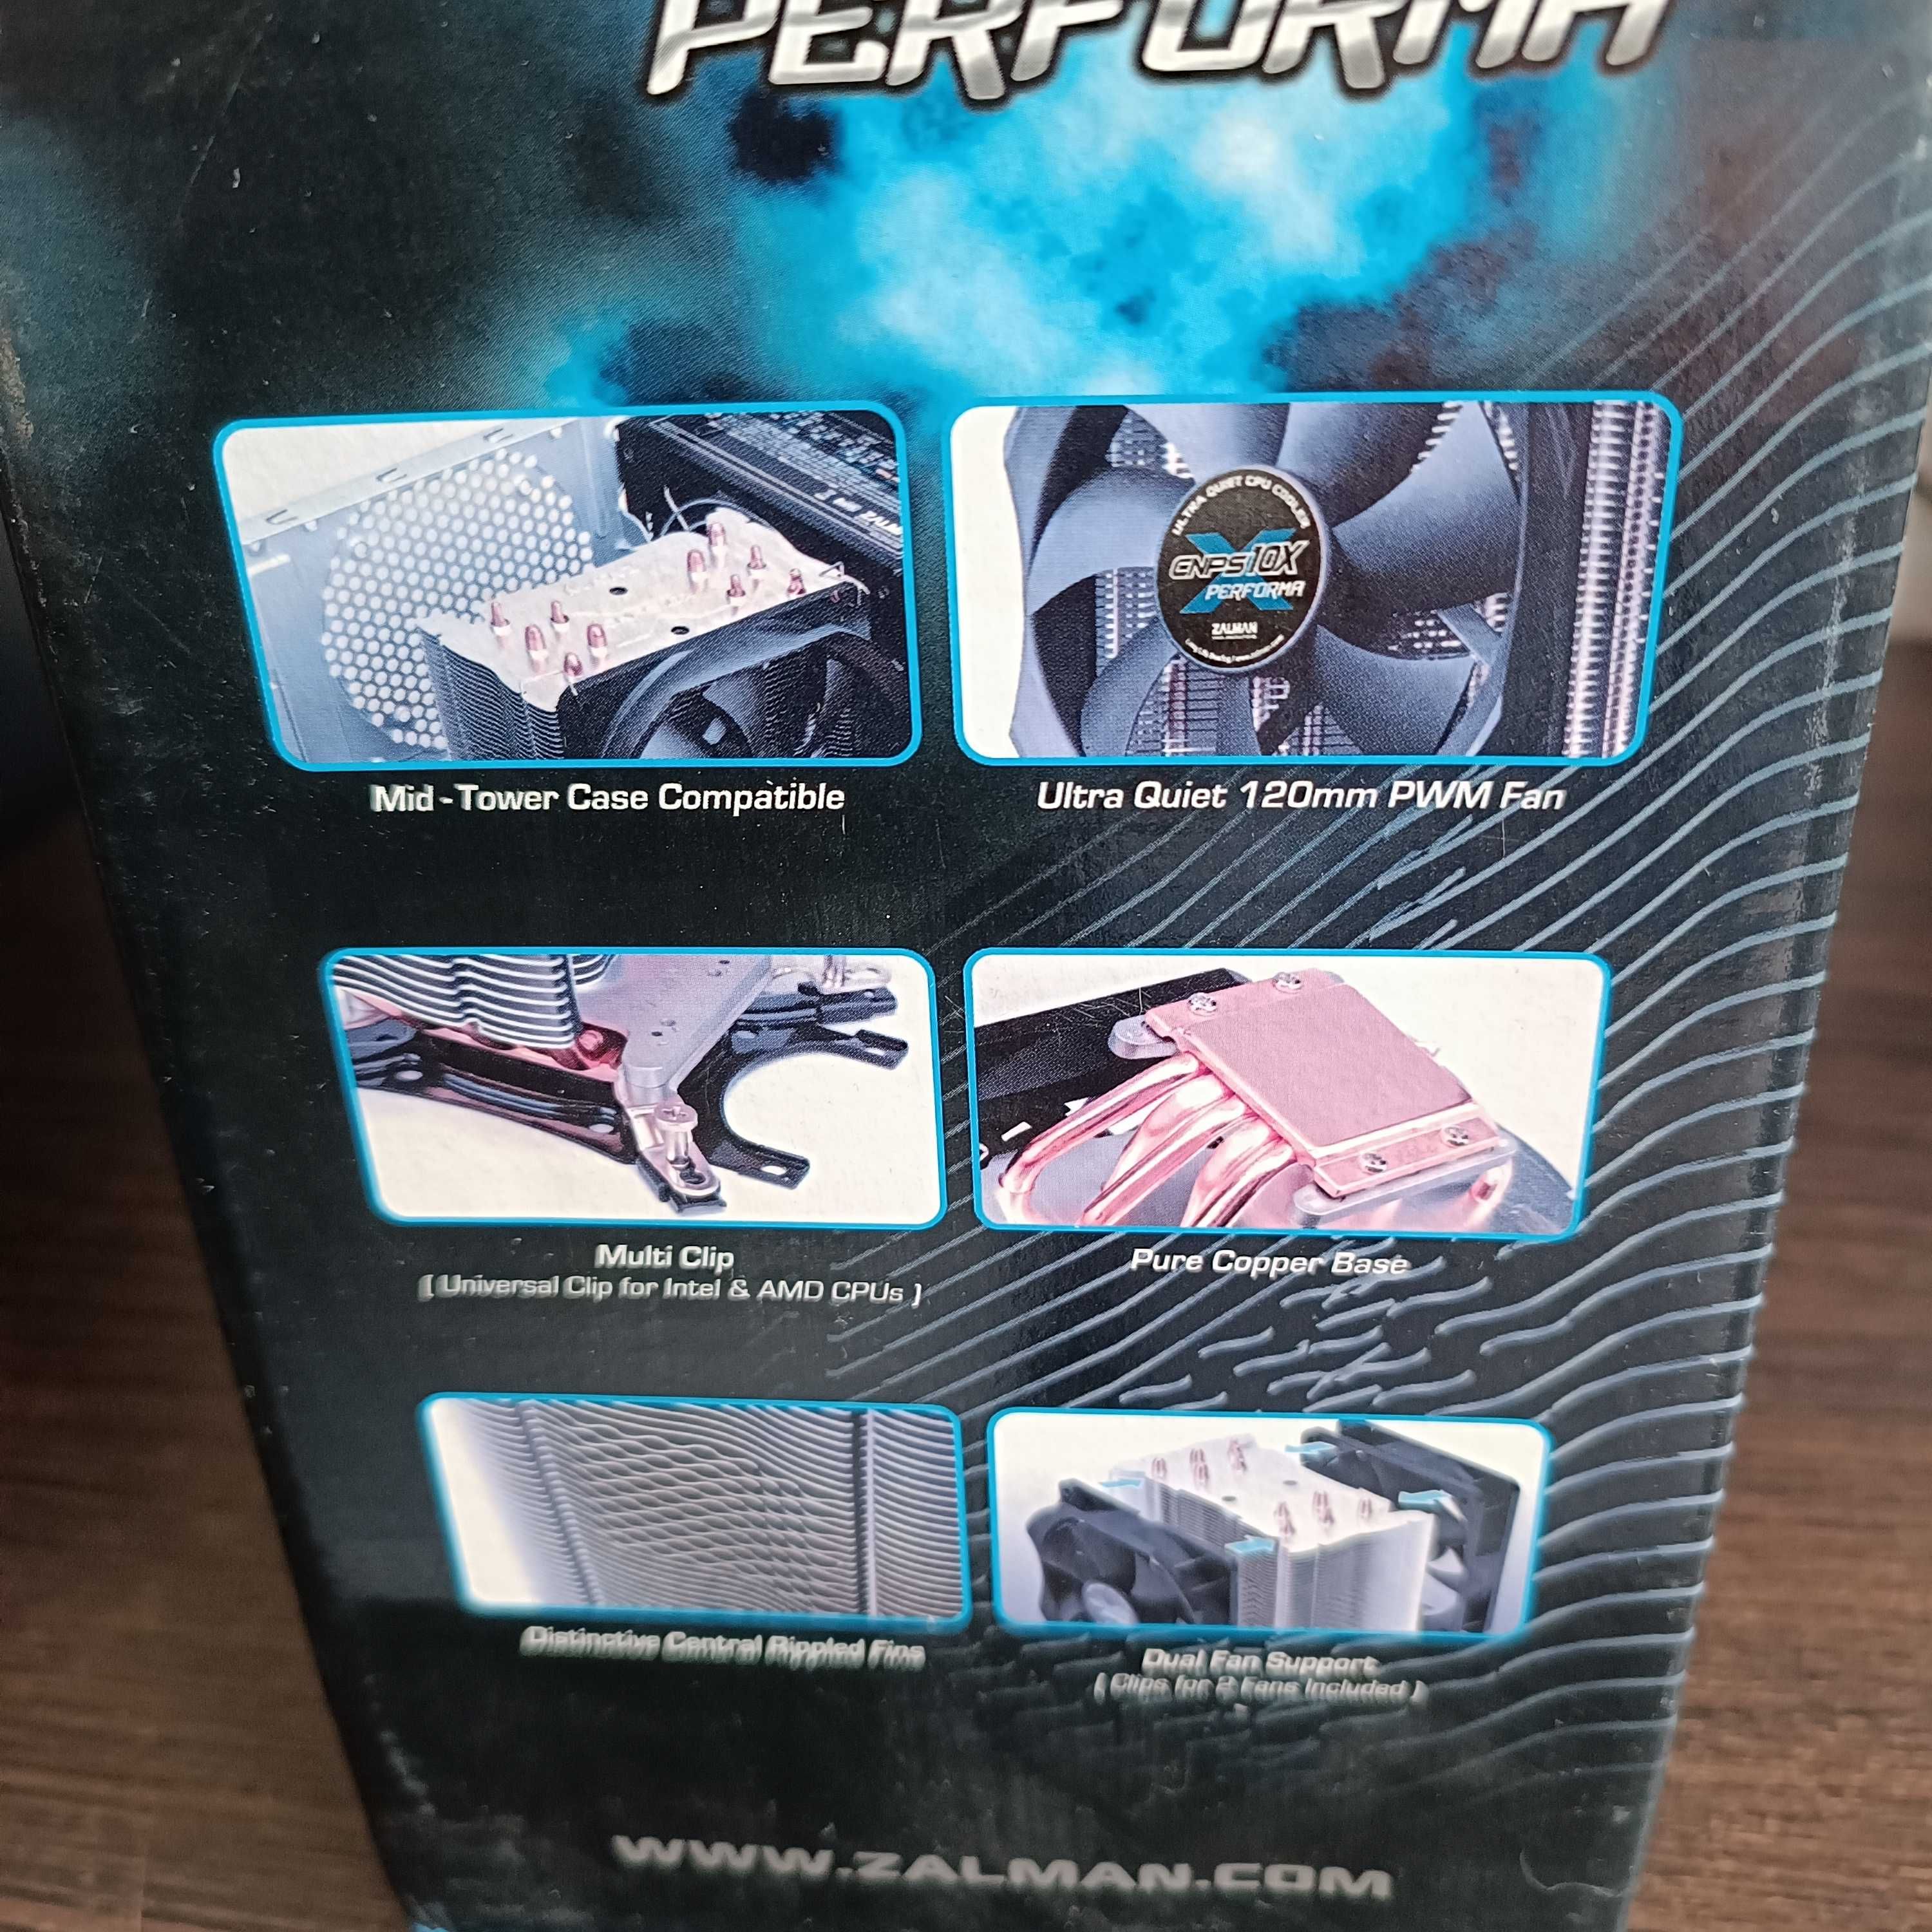 PERFORMA
ZALMAN
ULTRA QUIET CPU COOLER
CNPS10X
PERFORMA
ZALMAN
Mid-Tower Case Compatible
Ultra Quiet 120mm PWM Fan
Multi Clip
[ Universal Clip for Intel & AMD CPUs ]
Pure Copper Base
Distinctive Central Rippled Fins
Dual Fan Support
[ Clips for 2 Fans Included ]
WWW.ZALMAN.COM